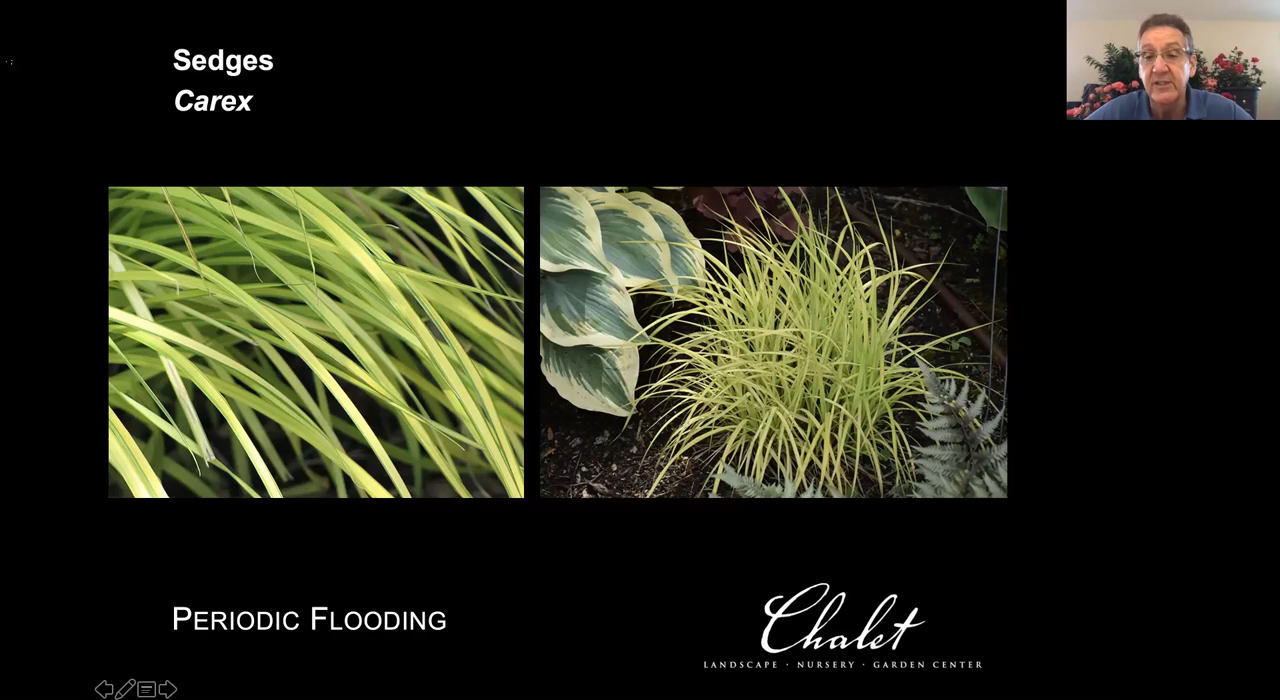 Sedges
Carex
PERIODIC FLOODING
Chalet
LANDSCAPE · NURSERY · GARDEN CENTER